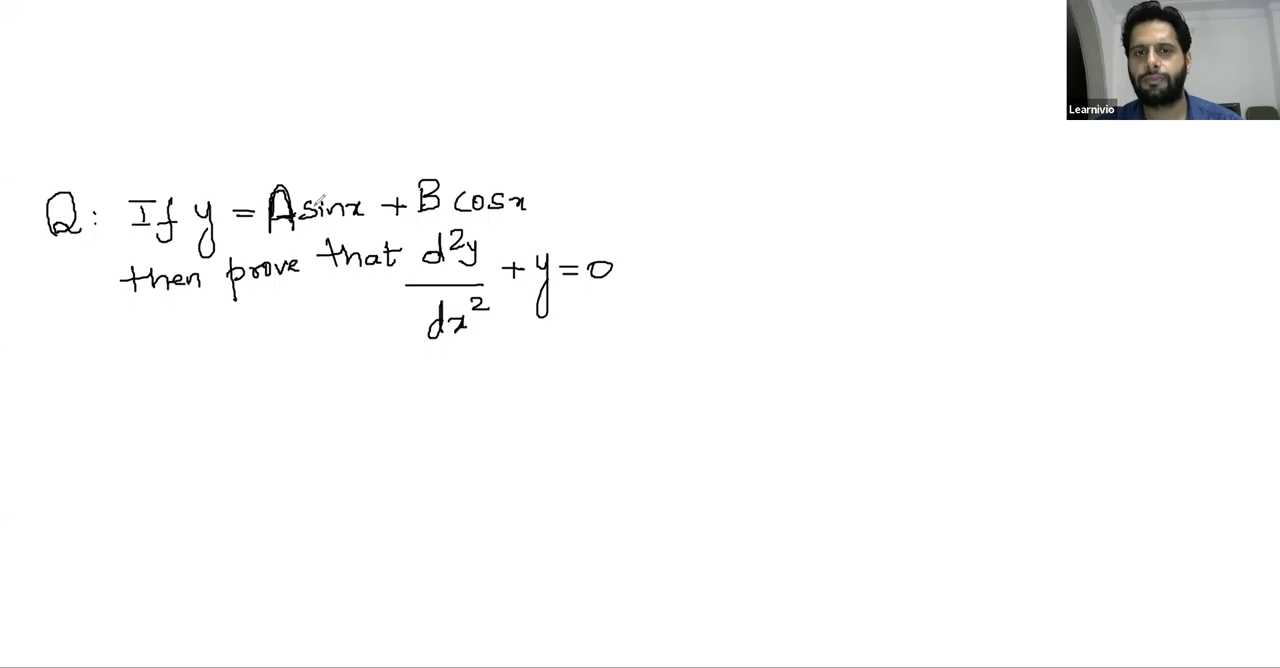 Learnivio
Q: If y = A sinx + B cosx
then prove that d²y/dx² + y = 0